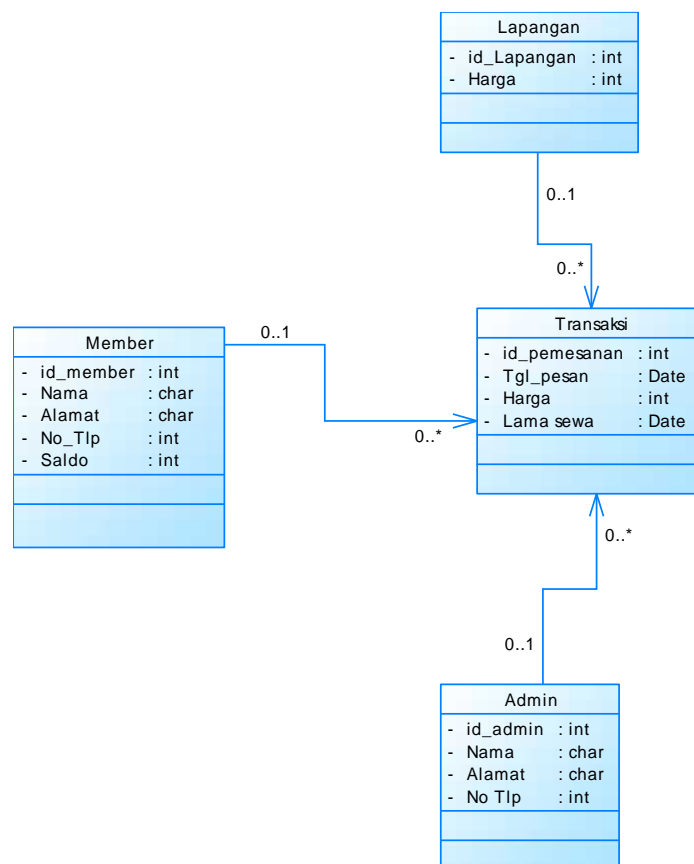 Lapangan
- id_Lapangan : int
- Harga : int
0..1
0..*
Transaksi
- id_pemesanan : int
- Tgl_pesan : Date
- Harga : int
- Lama sewa : Date
Member
- id_member : int
- Nama : char
- Alamat : char
- No_Tlp : int
- Saldo : int
0..1
0..*
0..*
0..1
Admin
- id_admin : int
- Nama : char
- Alamat : char
- No Tlp : int